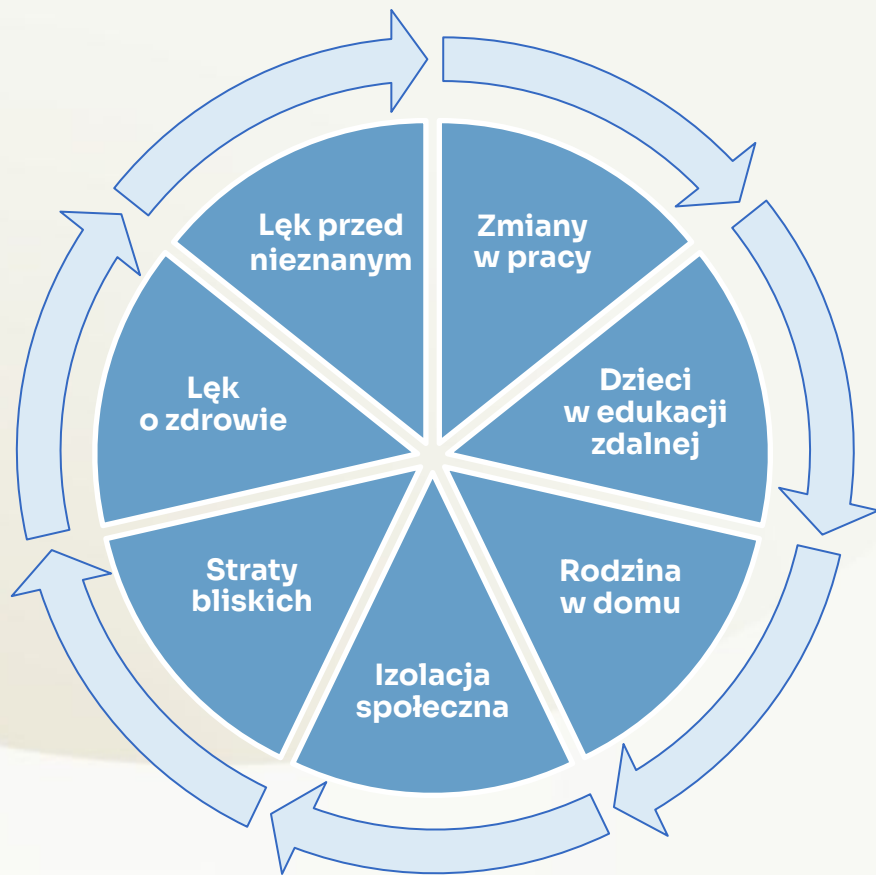 Zmiany
w pracy
Dzieci
w edukacji
zdalnej
Rodzina
w domu
Izolacja
społeczna
Straty
bliskich
Lęk
o zdrowie
Lęk przed
nieznanym